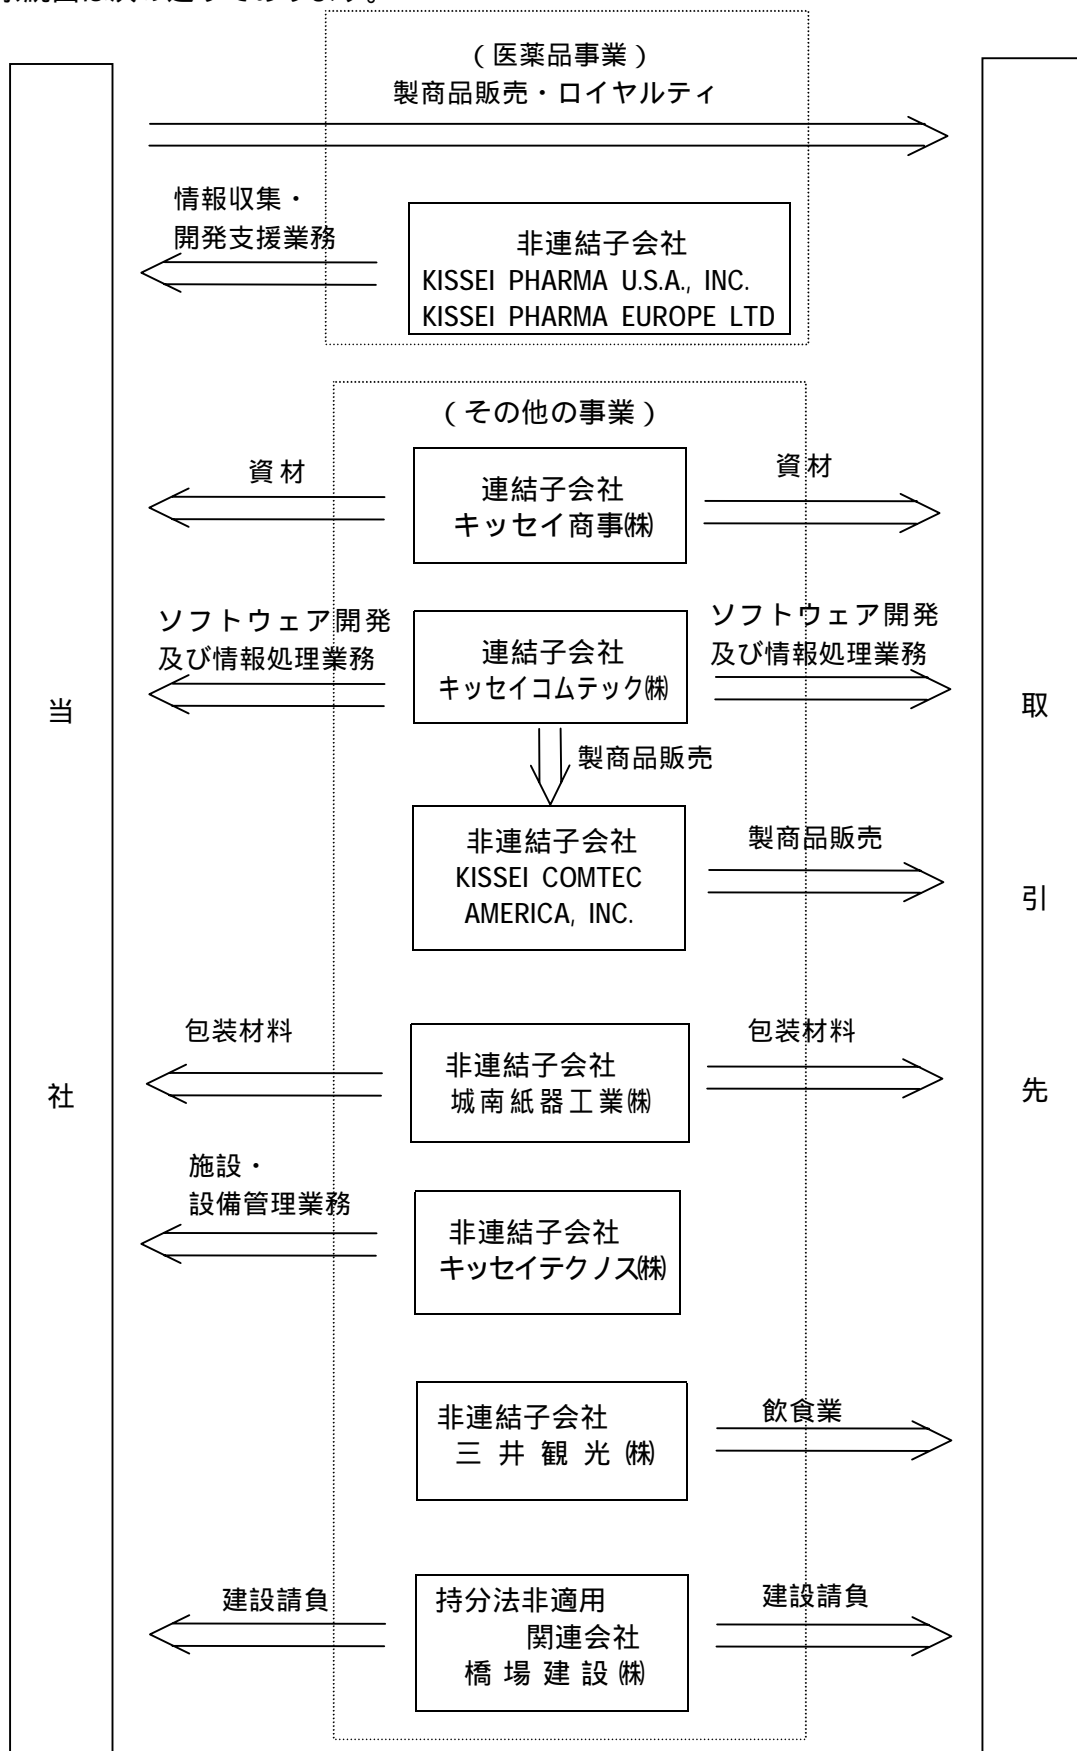 系統図は次の通りであります。
（医薬品事業）
製商品販売・ロイヤルティ
情報収集・
開発支援業務
非連結子会社
KISSEI PHARMA U.S.A., INC.
KISSEI PHARMA EUROPE LTD
（その他の事業）
資材
連結子会社
キッセイ商事㈱
資材
ソフトウェア開発
及び情報処理業務
連結子会社
キッセイコムテック㈱
ソフトウェア開発
及び情報処理業務
製商品販売
非連結子会社
KISSEI COMTEC
AMERICA, INC.
製商品販売
包装材料
非連結子会社
城南紙器工業㈱
包装材料
施設・
設備管理業務
非連結子会社
キッセイテクノス㈱
非連結子会社
三井観光㈱
飲食業
建設請負
持分法非適用
関連会社
橋場建設㈱
建設請負
当
社
取
引
先